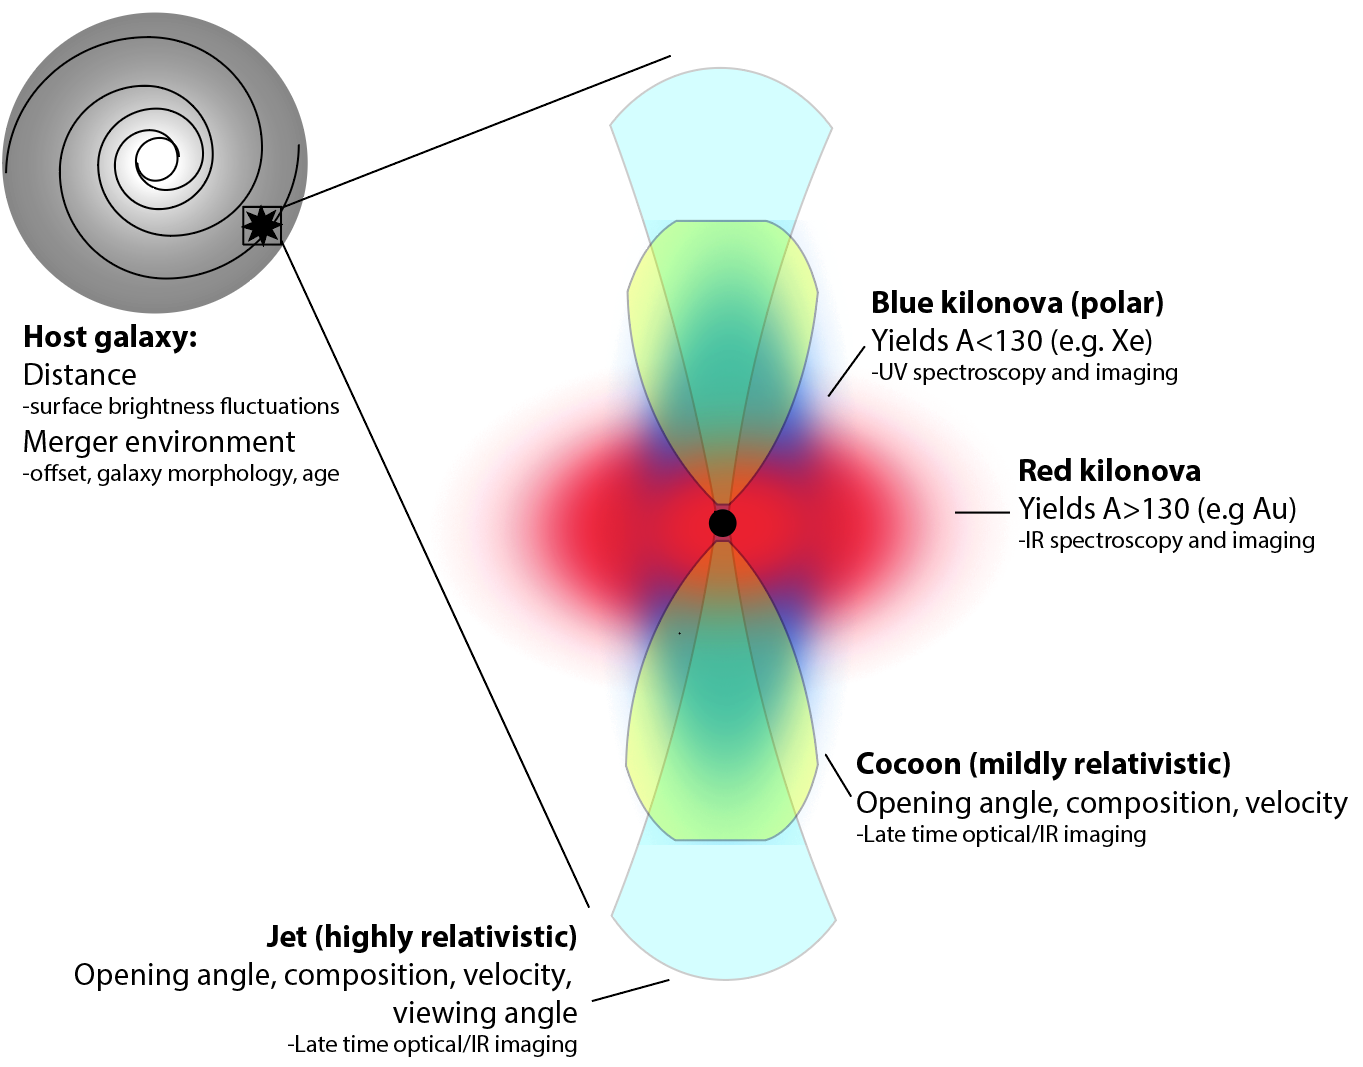 Host galaxy:
Distance
-surface brightness fluctuations
Merger environment
-offset, galaxy morphology, age
Blue kilonova (polar)
Yields A<130 (e.g. Xe)
-UV spectroscopy and imaging
Red kilonova
Yields A>130 (e.g Au)
-IR spectroscopy and imaging
Cocoon (mildly relativistic)
Opening angle, composition, velocity
-Late time optical/IR imaging
Jet (highly relativistic)
Opening angle, composition, velocity,
viewing angle
-Late time optical/IR imaging